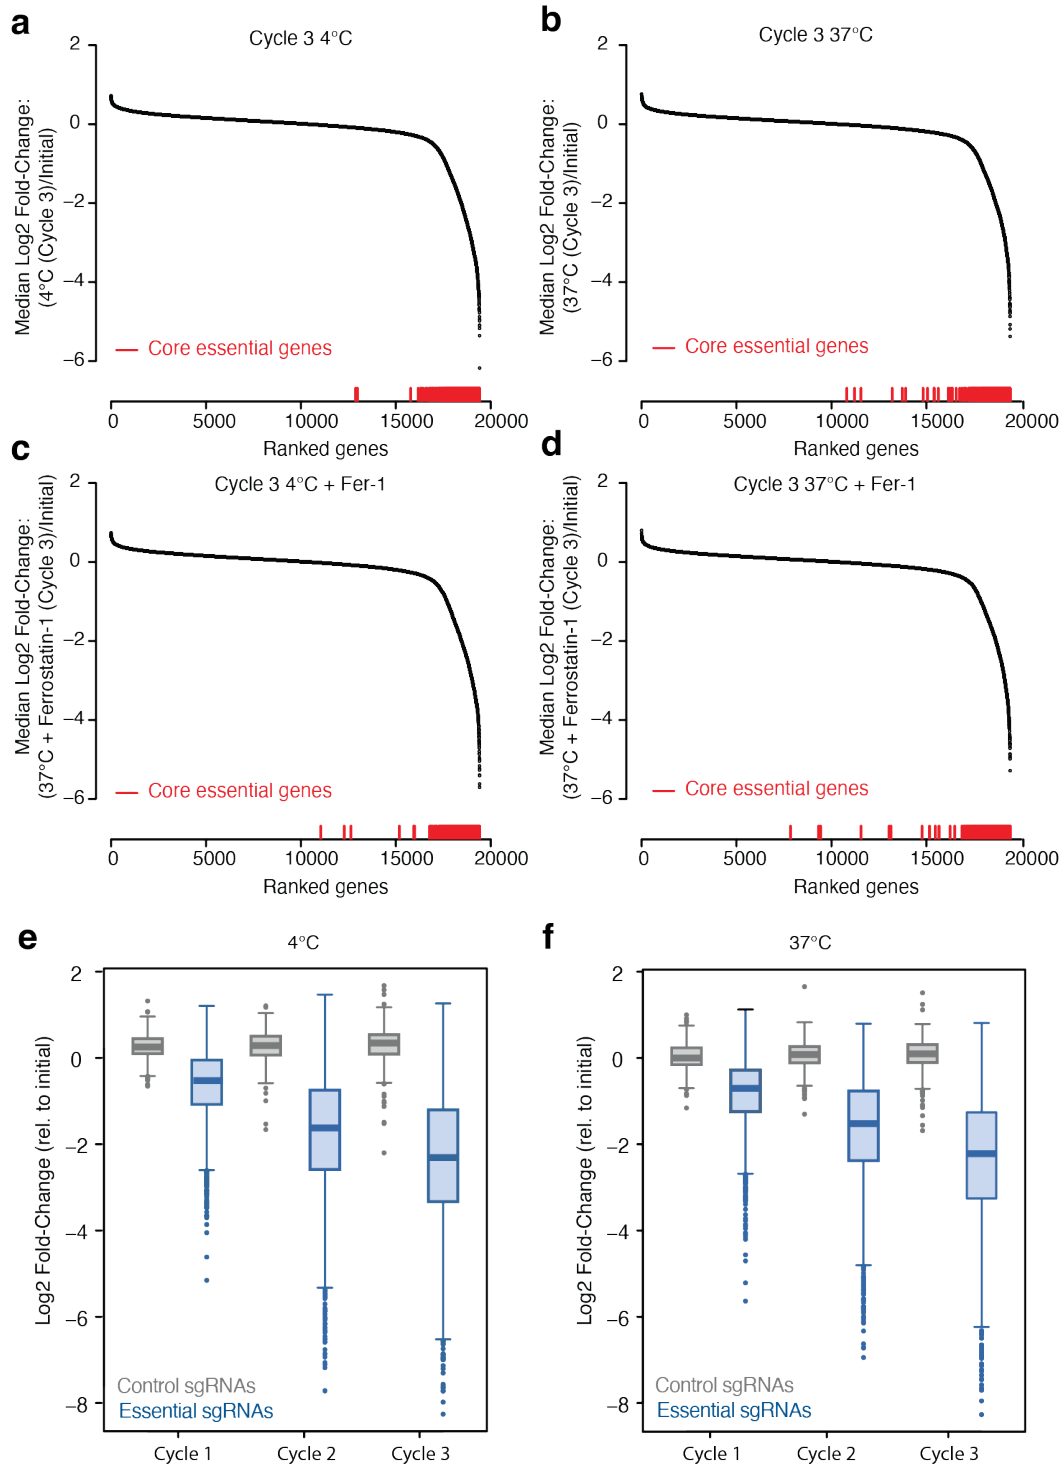 a
Cycle 3 4°C
Median Log2 Fold-Change:
(4°C (Cycle 3)/Initial)
2
0
−2
−4
−6
Core essential genes
0 5000 10000 15000 20000
Ranked genes
b
Cycle 3 37°C
Median Log2 Fold-Change:
(37°C (Cycle 3)/Initial)
2
0
−2
−4
−6
Core essential genes
0 5000 10000 15000 20000
Ranked genes
c
Cycle 3 4°C + Fer-1
Median Log2 Fold-Change:
(37°C + Ferrostatin-1 (Cycle 3)/Initial)
2
0
−2
−4
−6
Core essential genes
0 5000 10000 15000 20000
Ranked genes
d
Cycle 3 37°C + Fer-1
Median Log2 Fold-Change:
(37°C + Ferrostatin-1 (Cycle 3)/Initial)
2
0
−2
−4
−6
Core essential genes
0 5000 10000 15000 20000
Ranked genes
e
4°C
Log2 Fold-Change (rel. to initial)
2
0
−2
−4
−6
−8
Control sgRNAs
Essential sgRNAs
Cycle 1 Cycle 2 Cycle 3
f
37°C
Log2 Fold-Change (rel. to initial)
2
0
−2
−4
−6
−8
Control sgRNAs
Essential sgRNAs
Cycle 1 Cycle 2 Cycle 3